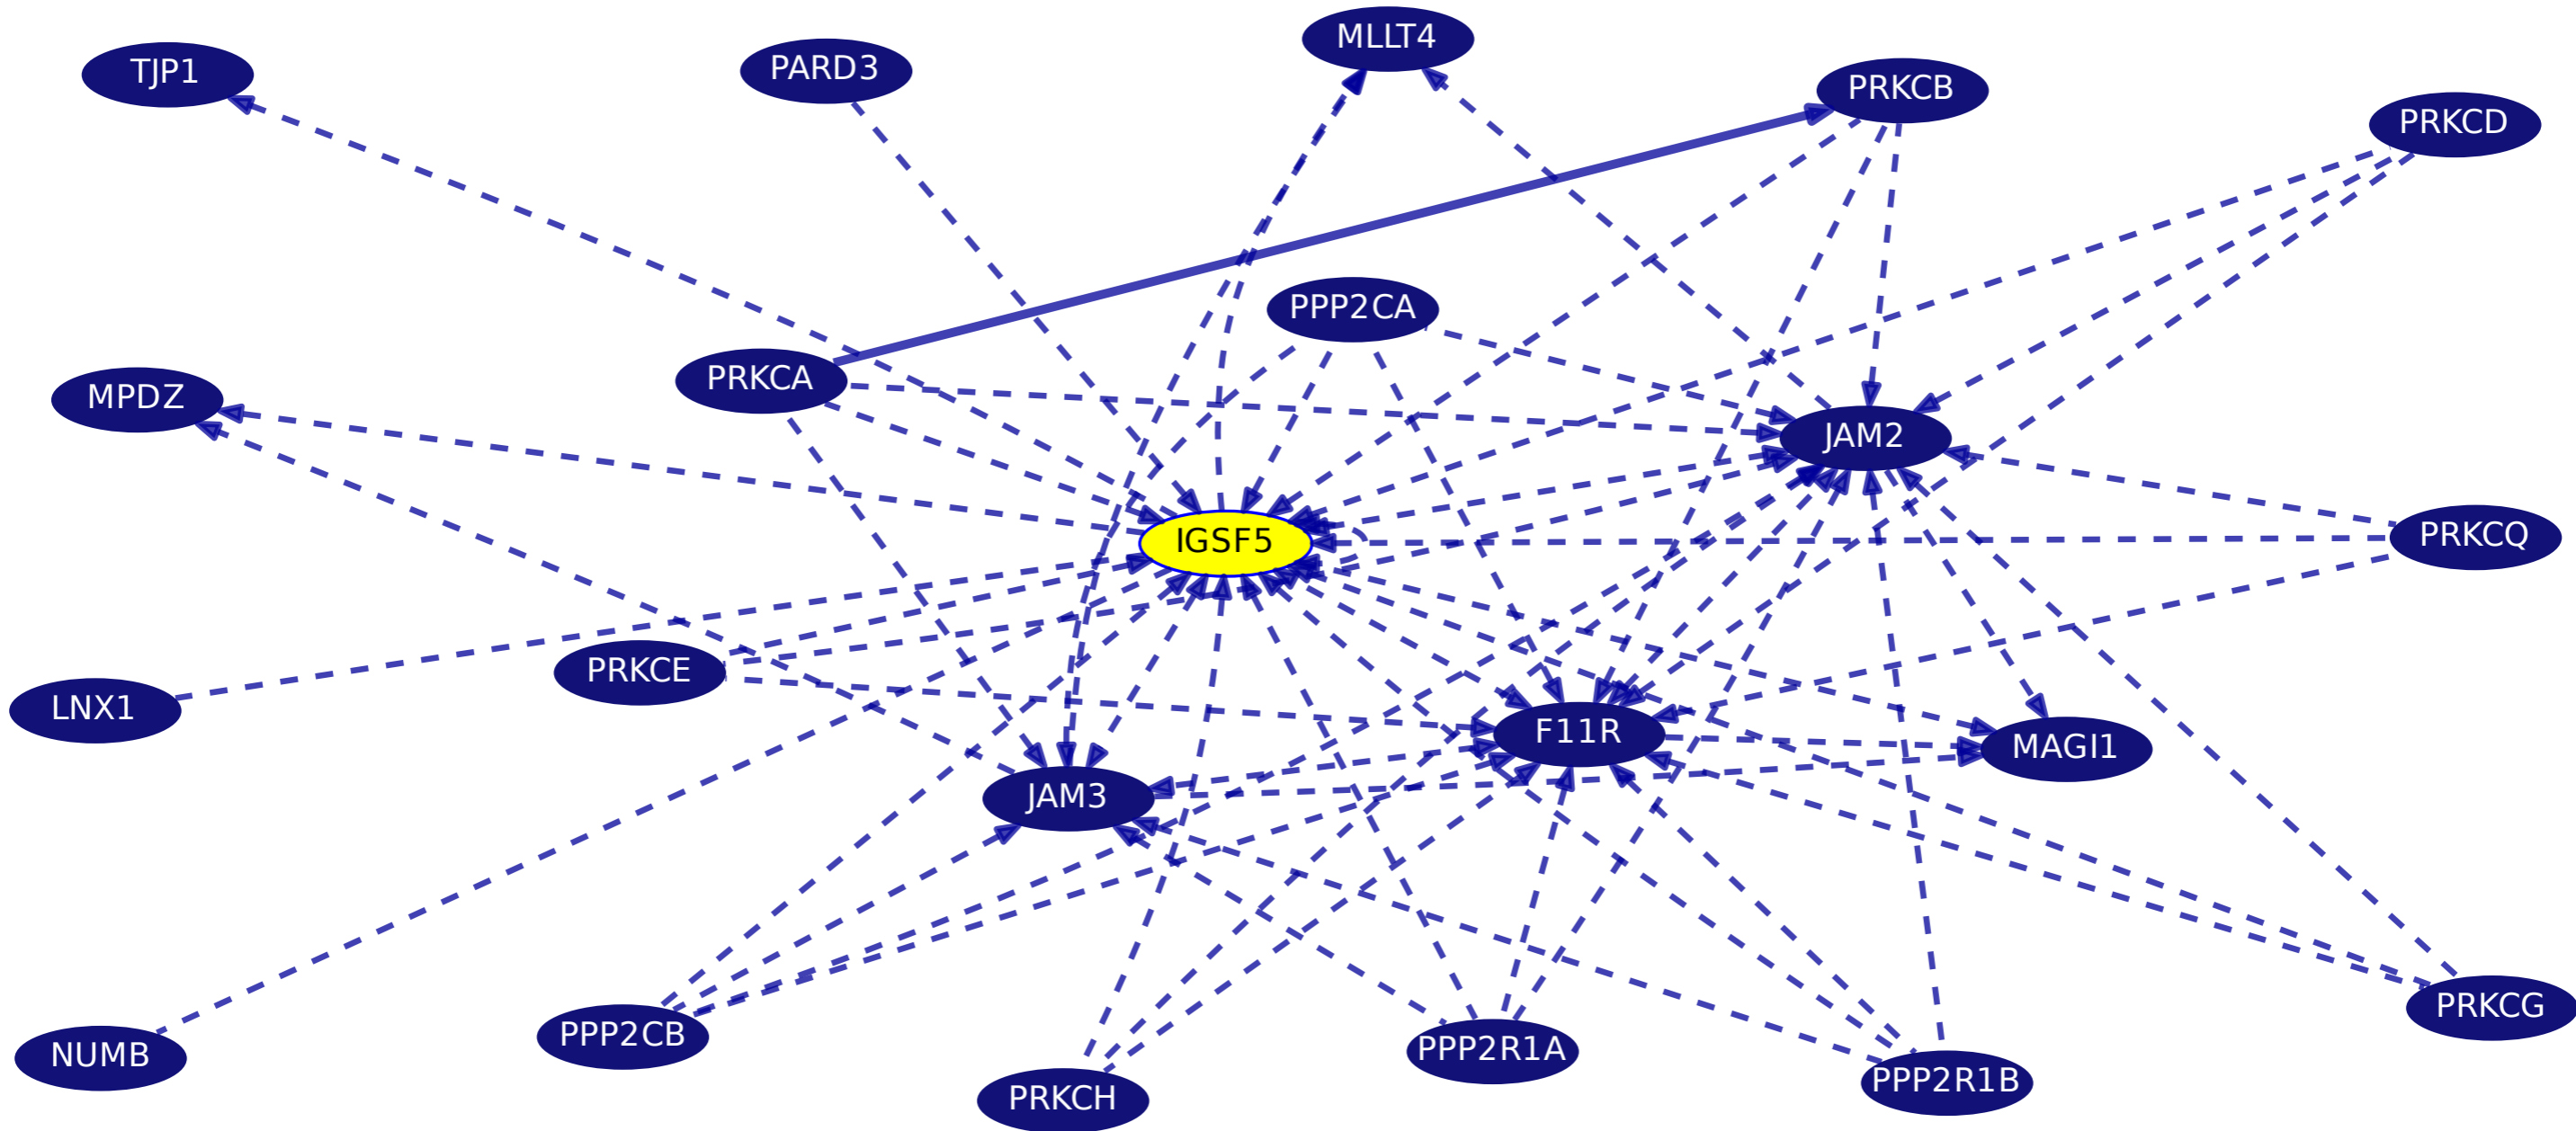 MLLT4
TJP1
PARD3
PRKCB
PRKCD
PPP2CA
PRKCA
MPDZ
JAM2
IGSF5
PRKCQ
PRKCE
LNX1
F11R
MAGI1
JAM3
PRKCG
PPP2CB
NUMB
PPP2R1A
PPP2R1B
PRKCH